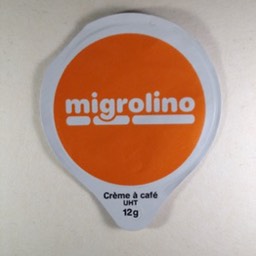 migrolino
Crème à café
UHT
12g